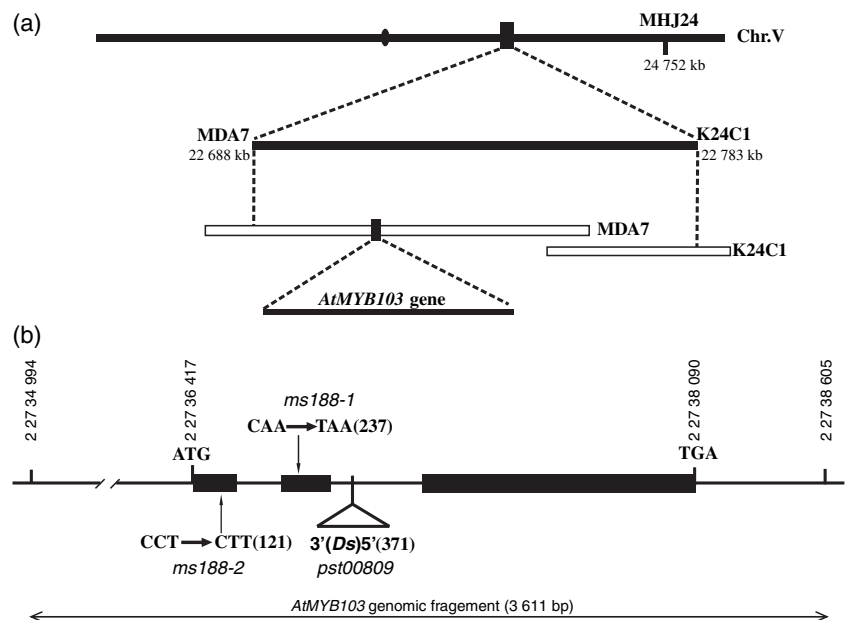 (a)
MHJ24
Chr.V
24 752 kb
MDA7
K24C1
22 688 kb
22 783 kb
MDA7
K24C1
AtMYB103 gene
(b)
2 27 34 994
2 27 36 417
2 27 38 090
2 27 38 605
ms188-1
CAA TAA(237)
ATG
TGA
CCT CTT(121)
ms188-2
3'(Ds)5'(371)
pst00809
AtMYB103 genomic fragement (3 611 bp)